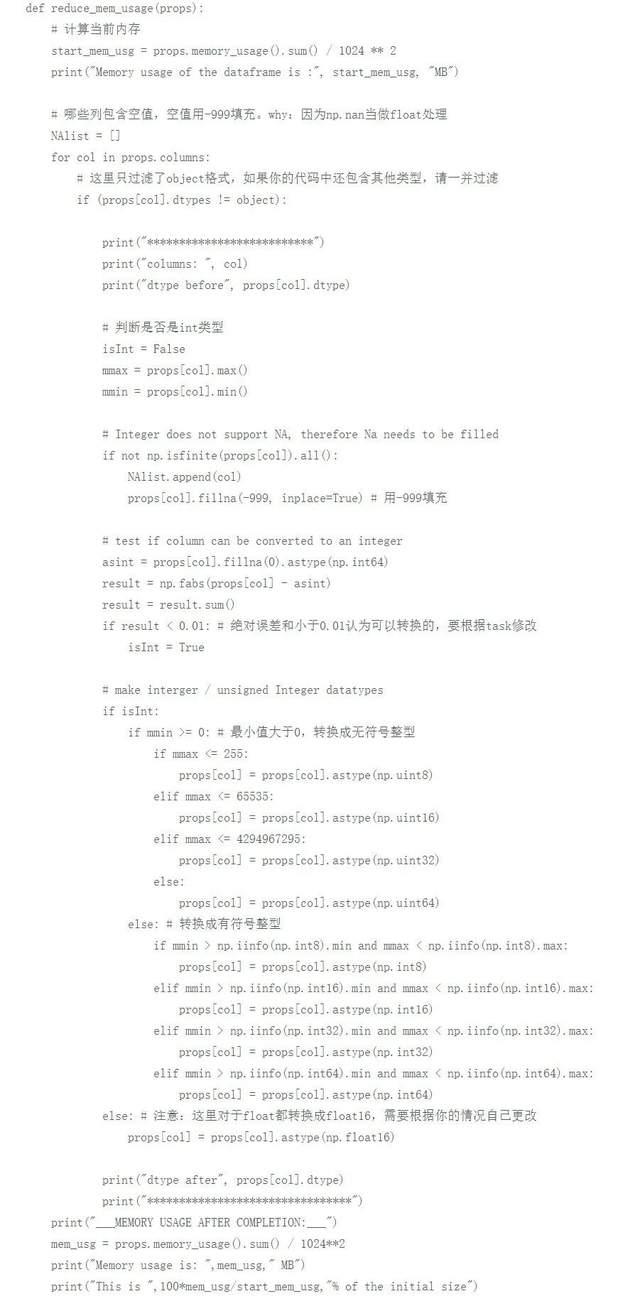 def reduce_mem_usage(props):
    # 计算当前内存
    start_mem_usg = props.memory_usage().sum() / 1024 ** 2
    print("Memory usage of the dataframe is :", start_mem_usg, "MB")

    # 哪些列包含空值，空值用-999填充。why：因为np.nan当做float处理
    NAlist = []
    for col in props.columns:
        # 这里只过滤了object格式，如果你的代码中还包含其他类型，请一并过滤
        if (props[col].dtypes != object):

            print("**************************")
            print("columns: ", col)
            print("dtype before", props[col].dtype)

            # 判断是否是int类型
            isInt = False
            mmax = props[col].max()
            mmin = props[col].min()

            # Integer does not support NA, therefore Na needs to be filled
            if not np.isfinite(props[col]).all():
                NAlist.append(col)
                props[col].fillna(-999, inplace=True) # 用-999填充

            # test if column can be converted to an integer
            asint = props[col].fillna(0).astype(np.int64)
            result = np.fabs(props[col] - asint)
            result = result.sum()
            if result < 0.01: # 绝对误差和小于0.01认为可以转换的，要根据task修改
                isInt = True

            # make interger / unsigned Integer datatypes
            if isInt:
                if mmin >= 0: # 最小值大于0，转换成无符号整型
                    if mmax <= 255:
                        props[col] = props[col].astype(np.uint8)
                    elif mmax <= 65535:
                        props[col] = props[col].astype(np.uint16)
                    elif mmax <= 4294967295:
                        props[col] = props[col].astype(np.uint32)
                    else:
                        props[col] = props[col].astype(np.uint64)
                else: # 转换成有符号整型
                    if mmin > np.iinfo(np.int8).min and mmax < np.iinfo(np.int8).max:
                        props[col] = props[col].astype(np.int8)
                    elif mmin > np.iinfo(np.int16).min and mmax < np.iinfo(np.int16).max:
                        props[col] = props[col].astype(np.int16)
                    elif mmin > np.iinfo(np.int32).min and mmax < np.iinfo(np.int32).max:
                        props[col] = props[col].astype(np.int32)
                    elif mmin > np.iinfo(np.int64).min and mmax < np.iinfo(np.int64).max:
                        props[col] = props[col].astype(np.int64)
            else: # 注意：这里对于float都转换成float16，需要根据你的情况自己更改
                props[col] = props[col].astype(np.float16)

            print("dtype after", props[col].dtype)
            print("********************************")
    print("___MEMORY USAGE AFTER COMPLETION:___")
    mem_usg = props.memory_usage().sum() / 1024**2
    print("Memory usage is: ",mem_usg," MB")
    print("This is ",100*mem_usg/start_mem_usg,"% of the initial size")